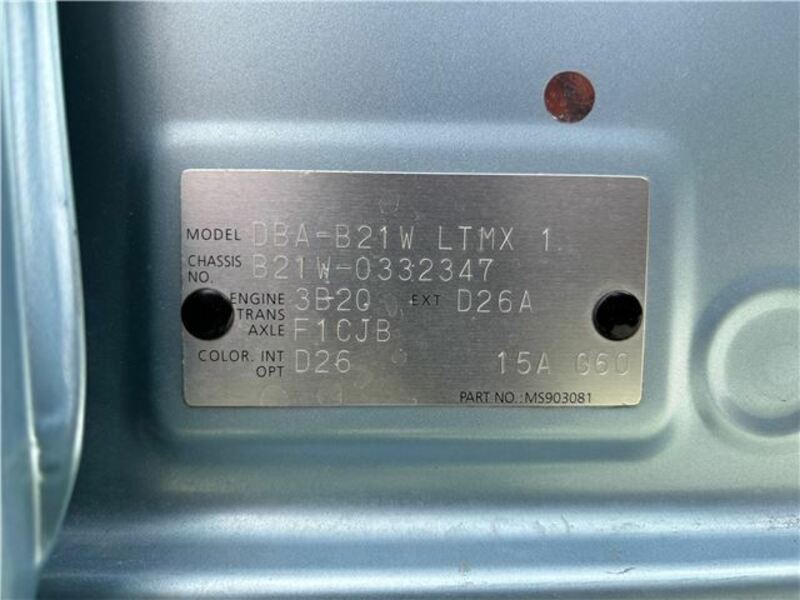 MODEL DBA-B21W LTMX 1.
CHASSIS NO. B21W-0332347
ENGINE 3B20 EXT D26A
TRANS AXLE F1CJB
COLOR. INT OPT D26 15A G60
PART NO.: MS903081